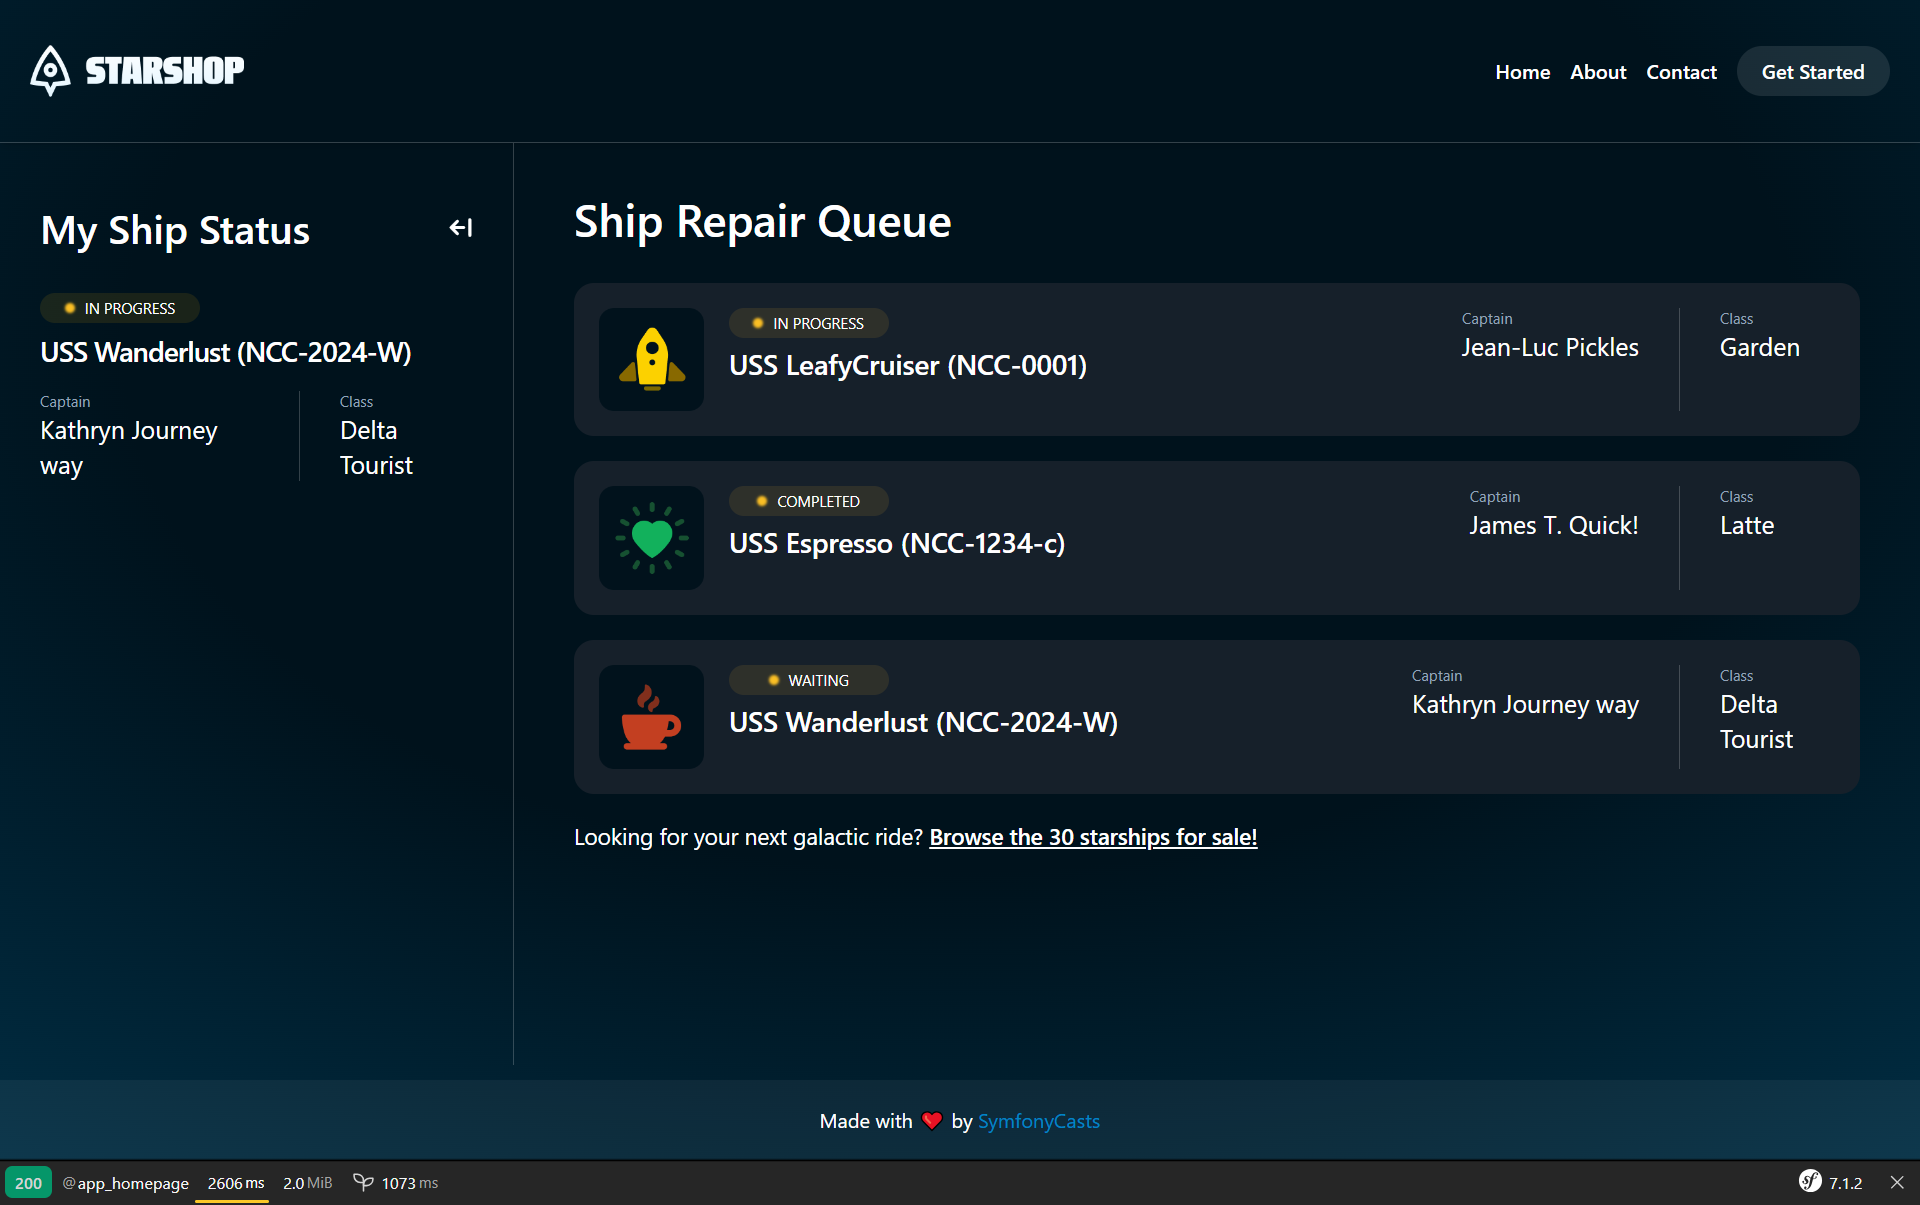 STARSHOP
Home About Contact Get Started
My Ship Status
IN PROGRESS
USS Wanderlust (NCC-2024-W)
Captain
Kathryn Journey
way
Class
Delta
Tourist
Ship Repair Queue
IN PROGRESS
USS LeafyCruiser (NCC-0001)
Captain
Jean-Luc Pickles
Class
Garden
COMPLETED
USS Espresso (NCC-1234-c)
Captain
James T. Quick!
Class
Latte
WAITING
USS Wanderlust (NCC-2024-W)
Captain
Kathryn Journey way
Class
Delta
Tourist
Looking for your next galactic ride? Browse the 30 starships for sale!
Made with ❤ by SymfonyCasts
200 @app_homepage 2606 ms 2.0 MiB 1073 ms sf 7.1.2